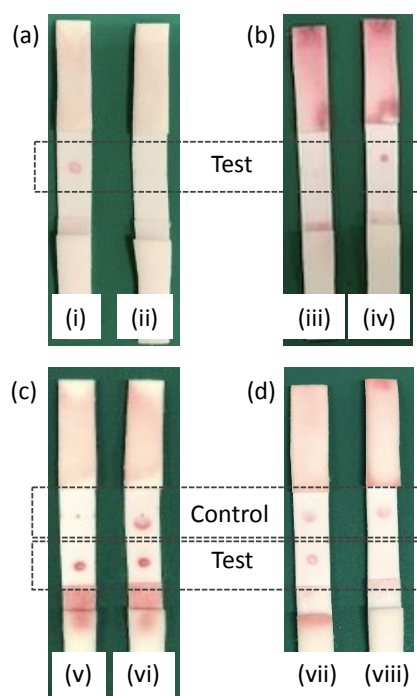 (a)
(b)
Test
(i)
(ii)
(iii)
(iv)
(c)
(d)
Control
Test
(v)
(vi)
(vii)
(viii)